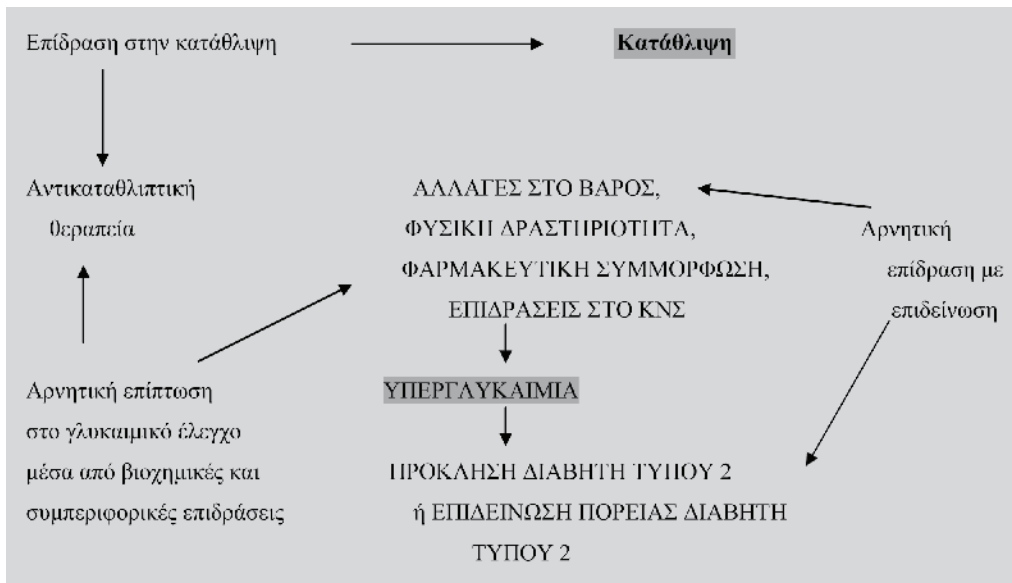 Επίδραση στην κατάθλιψη
Κατάθλιψη
Αντικαταθλιπτική
θεραπεία
ΑΛΛΑΓΕΣ ΣΤΟ ΒΑΡΟΣ,
ΦΥΣΙΚΗ ΔΡΑΣΤΗΡΙΟΤΗΤΑ,
ΦΑΡΜΑΚΕΥΤΙΚΗ ΣΥΜΜΟΡΦΩΣΗ,
ΕΠΙΔΡΑΣΕΙΣ ΣΤΟ ΚΝΣ
Αρνητική
επίδραση με
επιδείνωση
Αρνητική επίπτωση
στο γλυκαιμικό έλεγχο
μέσα από βιοχημικές και
συμπεριφορικές επιδράσεις
ΥΠΕΡΓΛΥΚΑΙΜΙΑ
ΠΡΟΚΛΗΣΗ ΔΙΑΒΗΤΗ ΤΥΠΟΥ 2
ή ΕΠΙΔΕΙΝΩΣΗ ΠΟΡΕΙΑΣ ΔΙΑΒΗΤΗ
ΤΥΠΟΥ 2